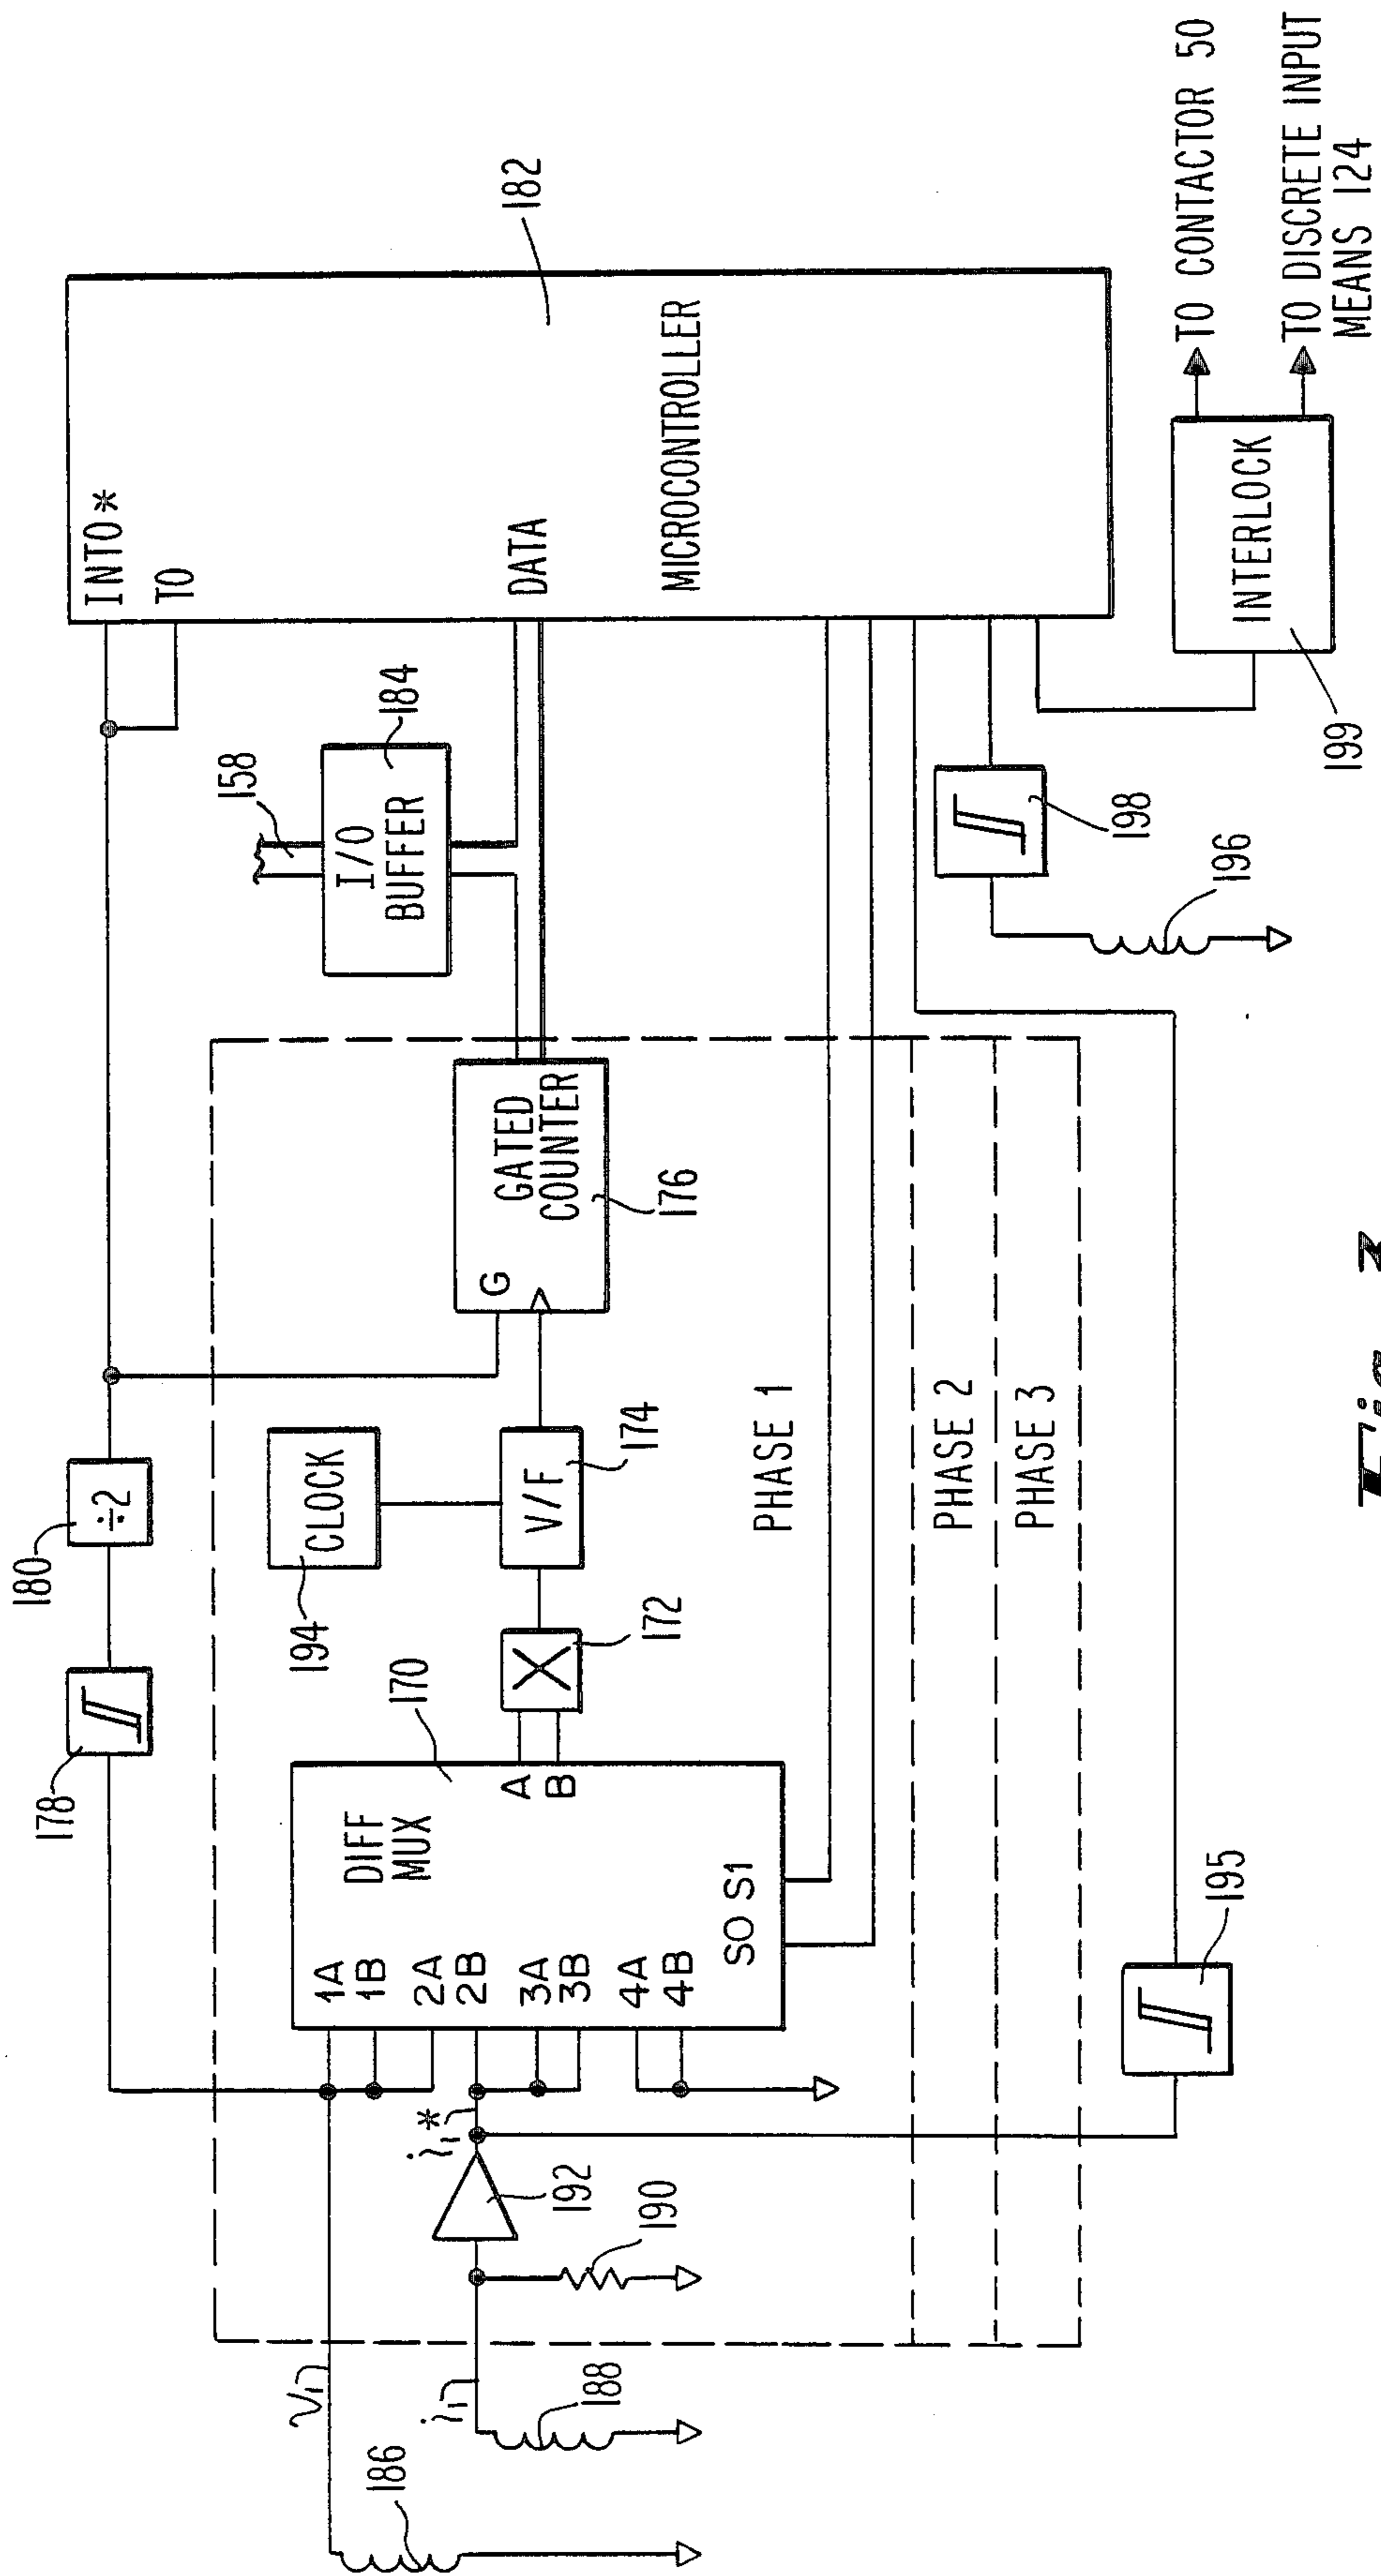 178
180
INTO*
TO
182
158
I/O
BUFFER
184
DATA
MICROCONTROLLER
194
CLOCK
170
DIFF
MUX
172
V/F
174
G
GATED
COUNTER
176
186
v₁
188
i₁
190
192
i₁*
1A
1B
2A
2B
3A
3B
4A
4B
A
B
SO S1
÷2
PHASE 1
PHASE 2
PHASE 3
195
196
198
199
INTERLOCK
TO CONTACTOR 50
TO DISCRETE INPUT
MEANS 124